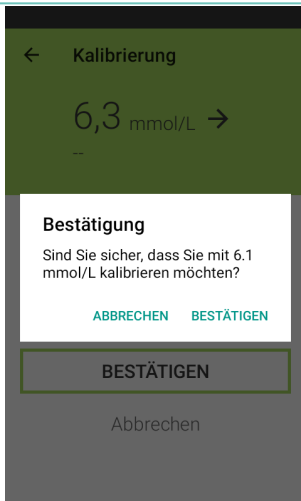 ← Kalibrierung
6,3 mmol/L →
--
Bestätigung
Sind Sie sicher, dass Sie mit 6.1
mmol/L kalibrieren möchten?
ABBRECHEN BESTÄTIGEN
BESTÄTIGEN
Abbrechen